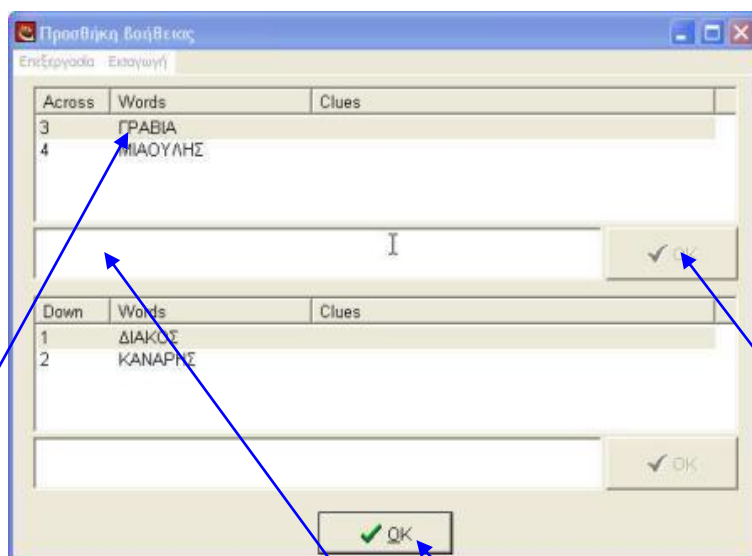 Προσθήκη βοήθειας
Επεξεργασία Εισαγωγή
Across Words Clues
3 ΓΡΑΒΙΑ
4 ΜΙΑΟΥΛΗΣ
OK
Down Words Clues
1 ΔΙΑΚΟΣ
2 ΚΑΝΑΡΗΣ
OK
OK